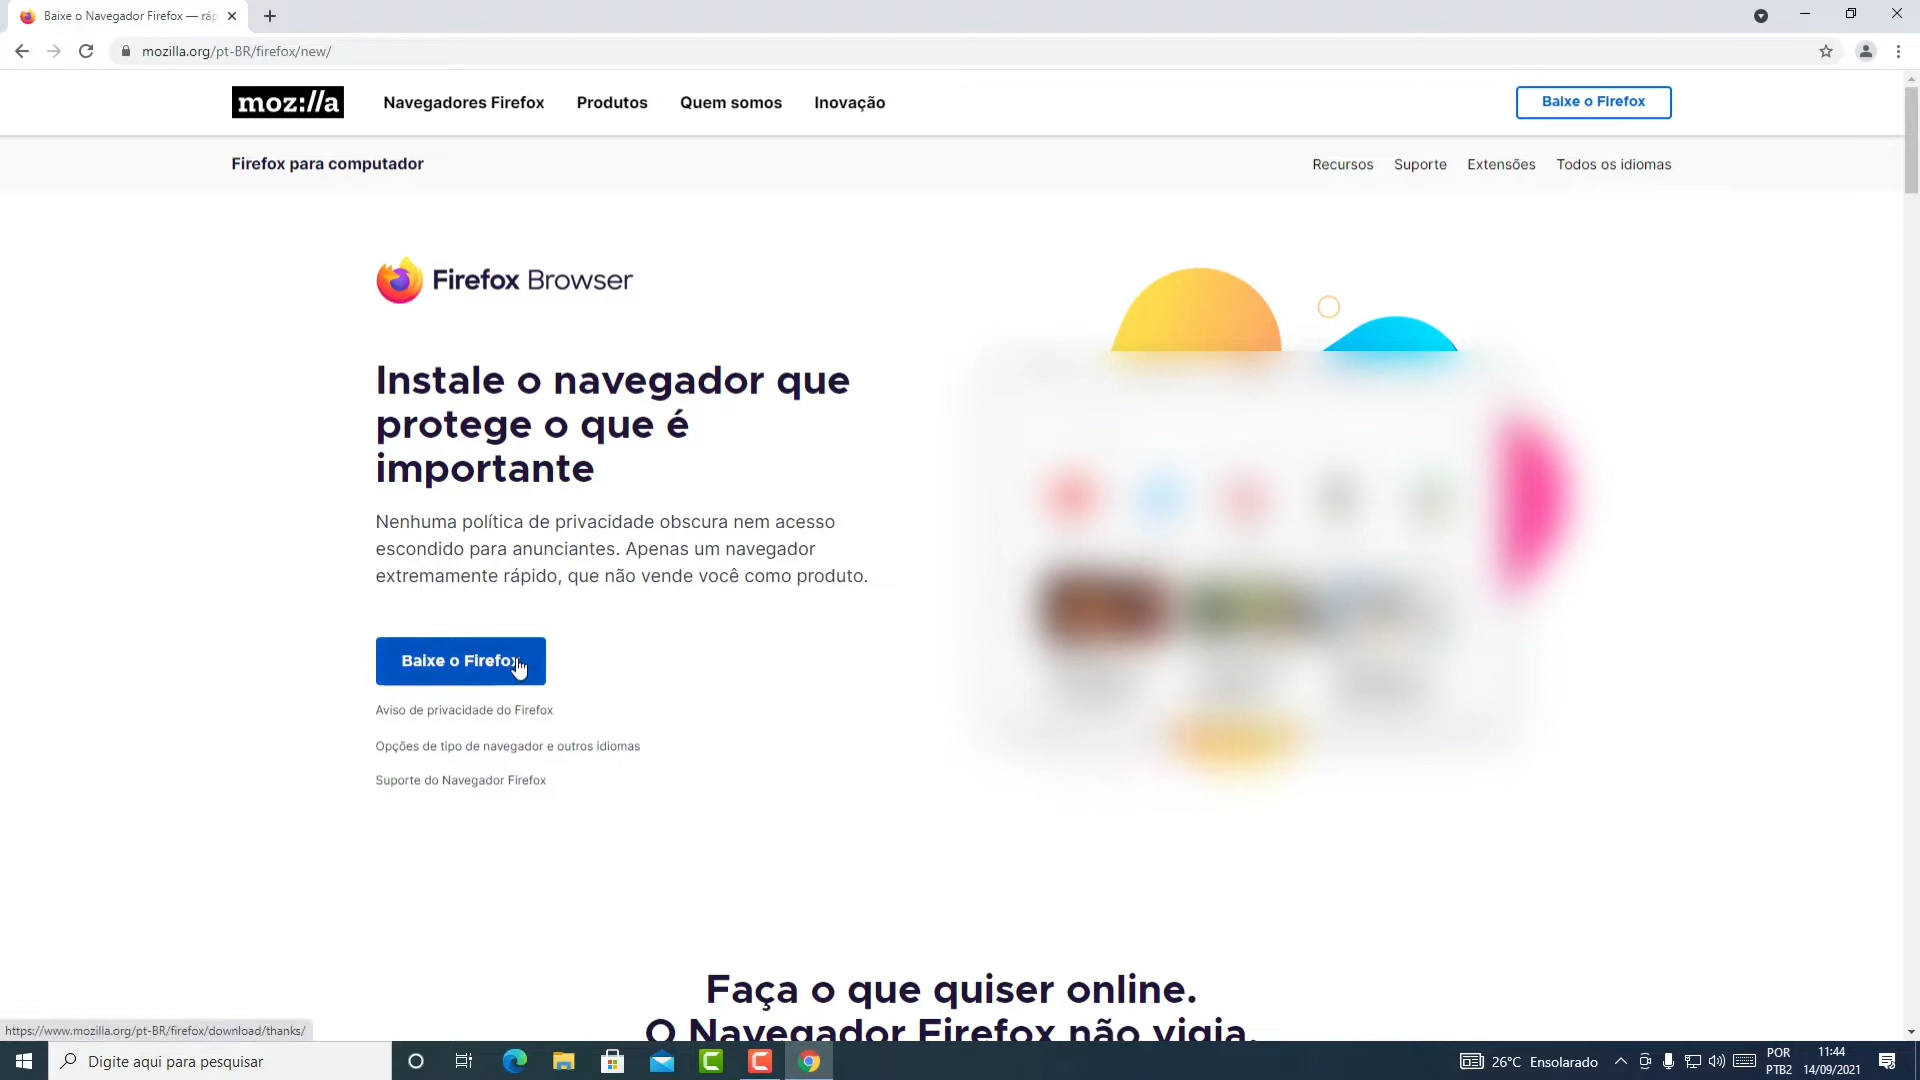 Baixe o Navegador Firefox — ráp
mozilla.org/pt-BR/firefox/new/
moz://a
Navegadores Firefox
Produtos
Quem somos
Inovação
Baixe o Firefox
Firefox para computador
Recursos
Suporte
Extensões
Todos os idiomas
Firefox Browser
Instale o navegador que
protege o que é
importante
Nenhuma política de privacidade obscura nem acesso
escondido para anunciantes. Apenas um navegador
extremamente rápido, que não vende você como produto.
Baixe o Firefox
Aviso de privacidade do Firefox
Opções de tipo de navegador e outros idiomas
Suporte do Navegador Firefox
Faça o que quiser online.
O Navegador Firefox não vigia.
https://www.mozilla.org/pt-BR/firefox/download/thanks/
Digite aqui para pesquisar
26°C Ensolarado
POR
PTB2
11:44
14/09/2021